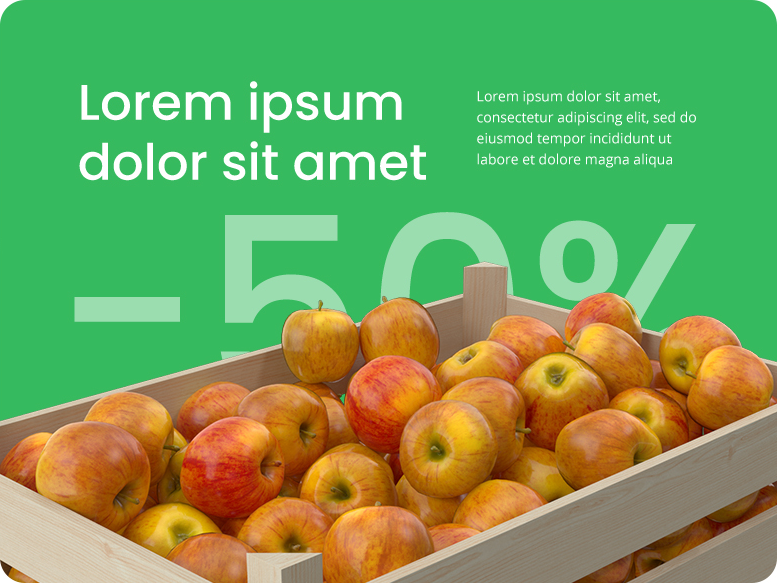 Lorem ipsum
dolor sit amet
Lorem ipsum dolor sit amet,
consectetur adipiscing elit, sed do
eiusmod tempor incididunt ut
labore et dolore magna aliqua
–50%